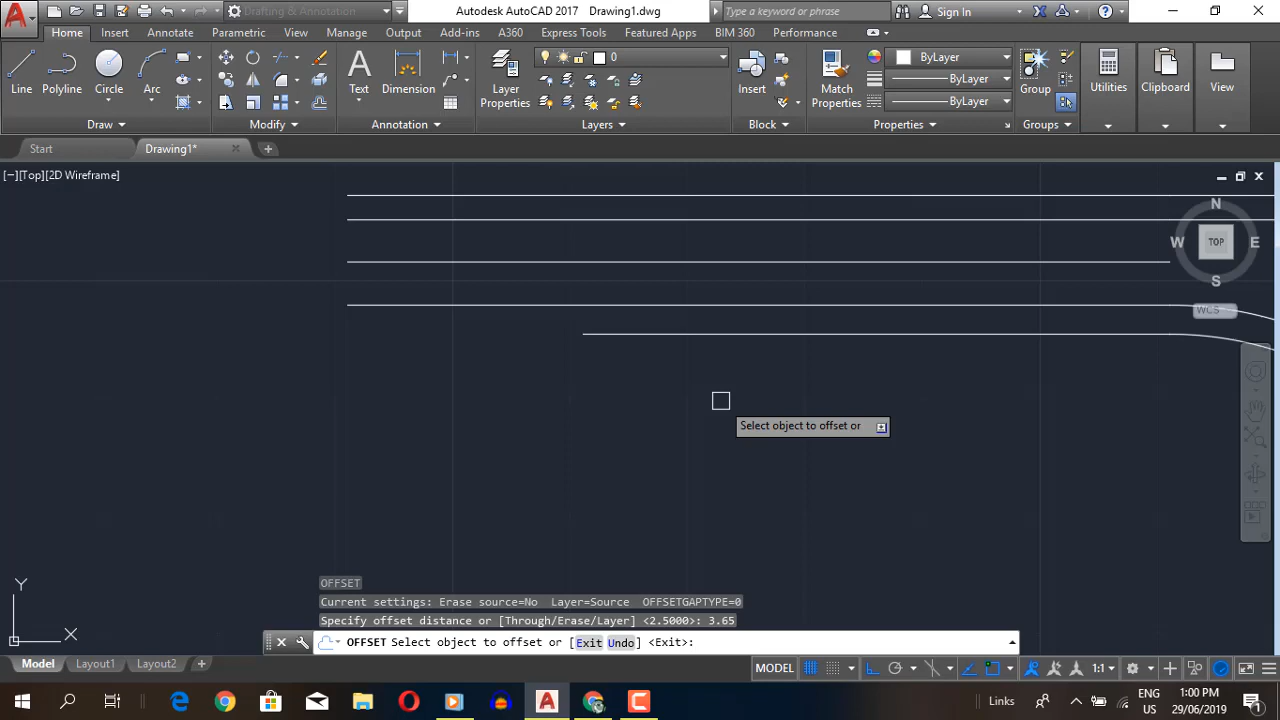 Drafting & Annotation
Autodesk AutoCAD 2017 Drawing1.dwg
Type a keyword or phrase
Sign In
Home Insert Annotate Parametric View Manage Output Add-ins A360 Express Tools Featured Apps BIM 360 Performance
0
ByLayer
ByLayer
ByLayer
Line Polyline Circle Arc
Text Dimension
Layer Properties
Insert
Match Properties
Group
Utilities
Clipboard
View
Draw Modify Annotation Layers Block Properties Groups
Start
Drawing1*
[−][Top][2D Wireframe]
N
W TOP E
S
WCS
Select object to offset or
Y
X
OFFSET
Current settings: Erase source=No Layer=Source OFFSETGAPTYPE=0
Specify offset distance or [Through/Erase/Layer] <2.5000>: 3.65
OFFSET Select object to offset or [Exit Undo] <Exit>:
Model Layout1 Layout2
MODEL
1:1
Links
ENG
US
1:00 PM
29/06/2019
1